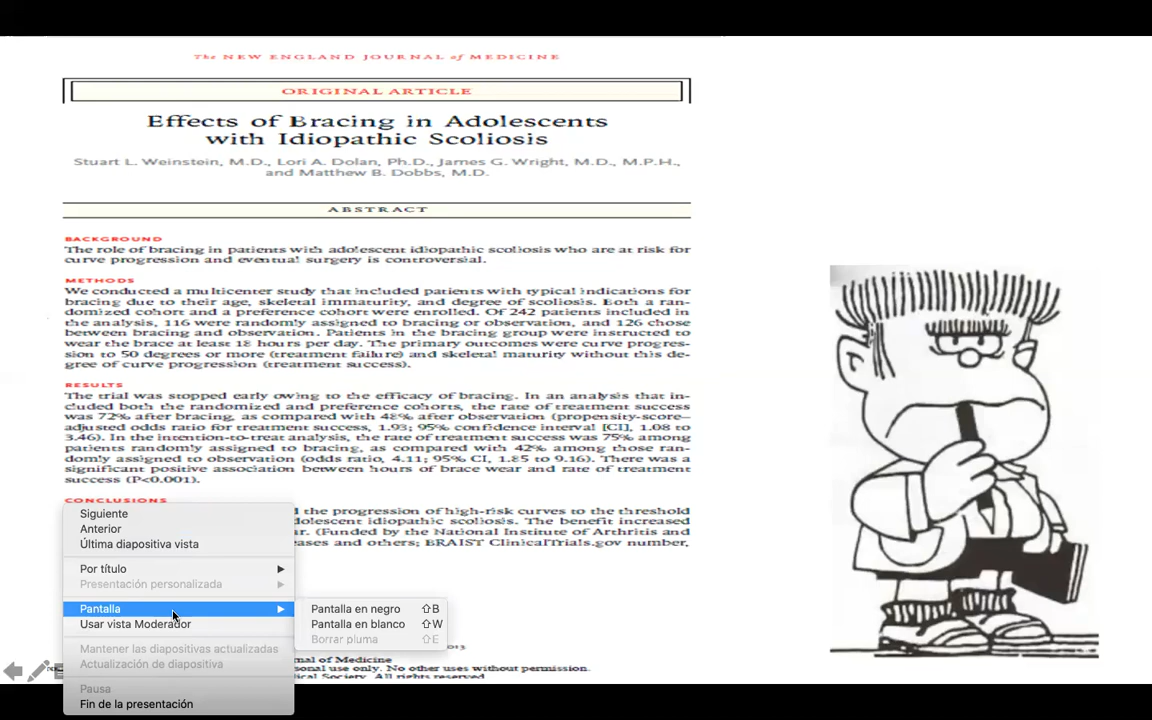 The NEW ENGLAND JOURNAL of MEDICINE
ORIGINAL ARTICLE
Effects of Bracing in Adolescents
with Idiopathic Scoliosis
Stuart L. Weinstein, M.D., Lori A. Dolan, Ph.D., James G. Wright, M.D., M.P.H.,
and Matthew B. Dobbs, M.D.
ABSTRACT
BACKGROUND
The role of bracing in patients with adolescent idiopathic scoliosis who are at risk for
curve progression and eventual surgery is controversial.
METHODS
We conducted a multicenter study that included patients with typical indications for
bracing due to their age, skeletal immaturity, and degree of scoliosis. Both a ran-
domized cohort and a preference cohort were enrolled. Of 242 patients included in
the analysis, 116 were randomly assigned to bracing or observation, and 126 chose
between bracing and observation. Patients in the bracing group were instructed to
wear the brace at least 18 hours per day. The primary outcomes were curve progres-
sion to 50 degrees or more (treatment failure) and skeletal maturity without this de-
gree of curve progression (treatment success).
RESULTS
The trial was stopped early owing to the efficacy of bracing. In an analysis that in-
cluded both the randomized and preference cohorts, the rate of treatment success
was 72% after bracing, as compared with 48% after observation (propensity-score–
adjusted odds ratio for treatment success, 1.93; 95% confidence interval [CI], 1.08 to
3.46). In the intention-to-treat analysis, the rate of treatment success was 75% among
patients randomly assigned to bracing, as compared with 42% among those ran-
domly assigned to observation (odds ratio, 4.11; 95% CI, 1.85 to 9.16). There was a
significant positive association between hours of brace wear and rate of treatment
success (P<0.001).
CONCLUSIONS
the progression of high-risk curves to the threshold
dolescent idiopathic scoliosis. The benefit increased
ar. (Funded by the National Institute of Arthritis and
eases and others; BRAIST ClinicalTrials.gov number,
Siguiente
Anterior
Última diapositiva vista
Por título
Presentación personalizada
Pantalla
Usar vista Moderador
Mantener las diapositivas actualizadas
Actualización de diapositiva
Pausa
Fin de la presentación
Pantalla en negro ⇧B
Pantalla en blanco ⇧W
Borrar pluma ⇧E
nal of Medicine
sonal use only. No other uses without permission.
ical Society. All rights reserved.